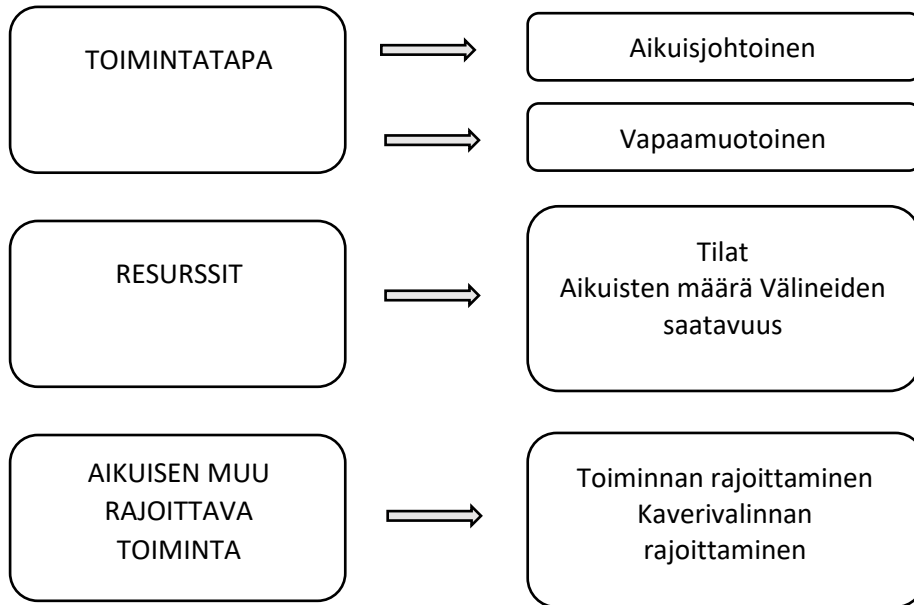 TOIMINTATAPA
Aikuisjohtoinen
Vapaamuotoinen
RESURSSIT
Tilat
Aikuisten määrä Välineiden
saatavuus
AIKUISEN MUU
RAJOITTAVA
TOIMINTA
Toiminnan rajoittaminen
Kaverivalinnan
rajoittaminen